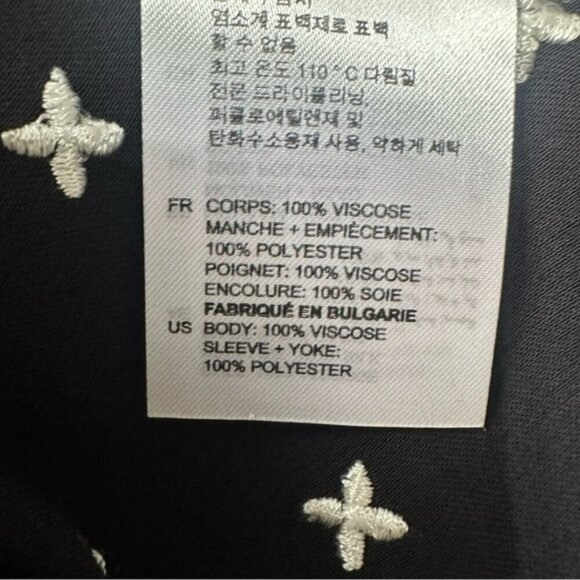 염소계 표백제로 표백
할 수 없음
최고 온도 110°C 다림질
전문 드라이클리닝,
퍼클로에틸렌제 및
탄화수소용제 사용, 약하게 세탁
FR CORPS: 100% VISCOSE
MANCHE + EMPIÈCEMENT:
100% POLYESTER
POIGNET: 100% VISCOSE
ENCOLURE: 100% SOIE
FABRIQUÉ EN BULGARIE
US BODY: 100% VISCOSE
SLEEVE + YOKE:
100% POLYESTER